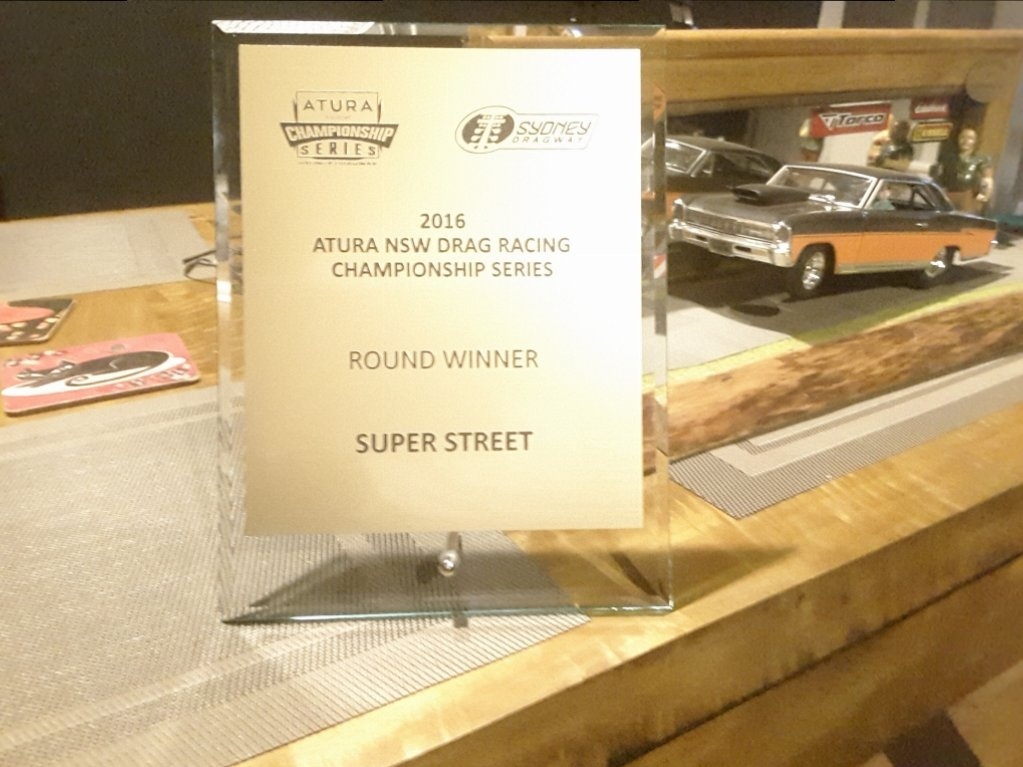 ATURA
CHAMPIONSHIP
SERIES
SYDNEY
DRAGWAY
2016
ATURA NSW DRAG RACING
CHAMPIONSHIP SERIES
ROUND WINNER
SUPER STREET
Torco